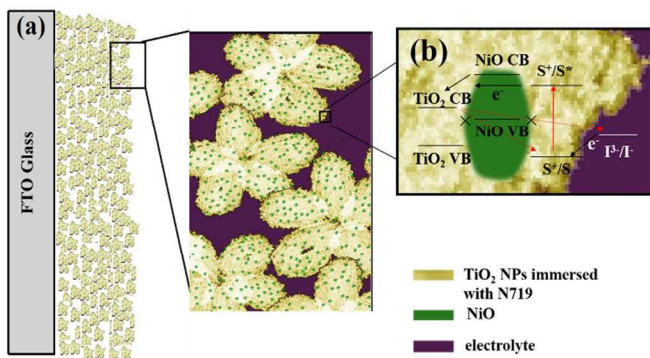 (a)
FTO Glass
(b)
NiO CB
S⁺/S*
e⁻
TiO₂ CB
NiO VB
e⁻
I³⁻/I⁻
TiO₂ VB
S⁺/S
TiO₂ NPs immersed
with N719
NiO
electrolyte